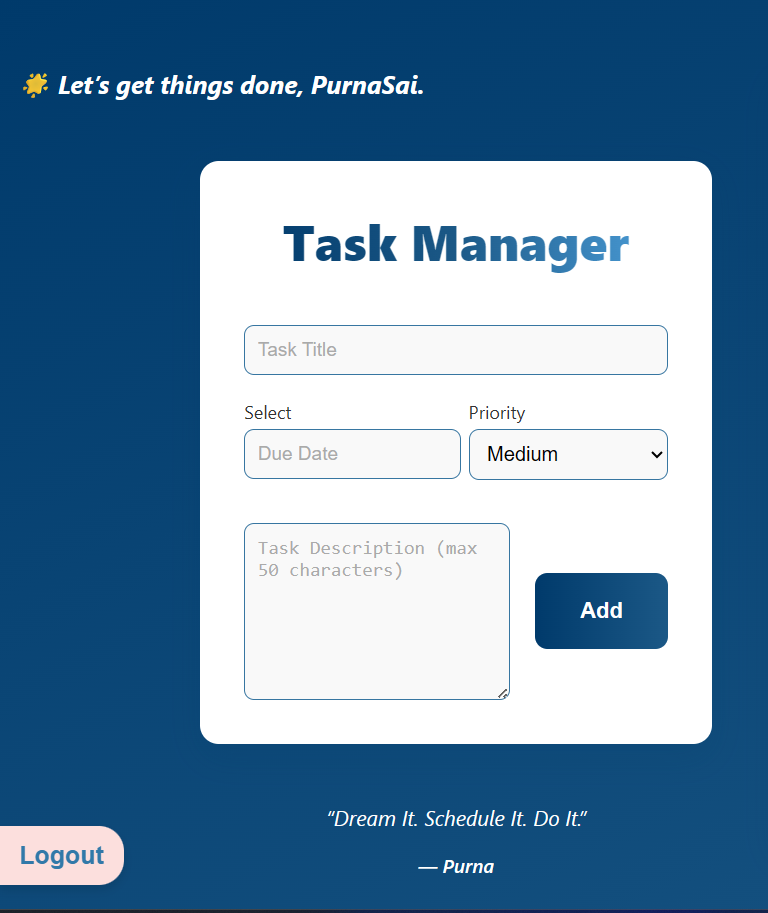 🌟 Let’s get things done, PurnaSai.
Task Manager
Task Title
Select Priority
Due Date Medium
Task Description (max
50 characters)
Add
“Dream It. Schedule It. Do It.”
Logout
— Purna